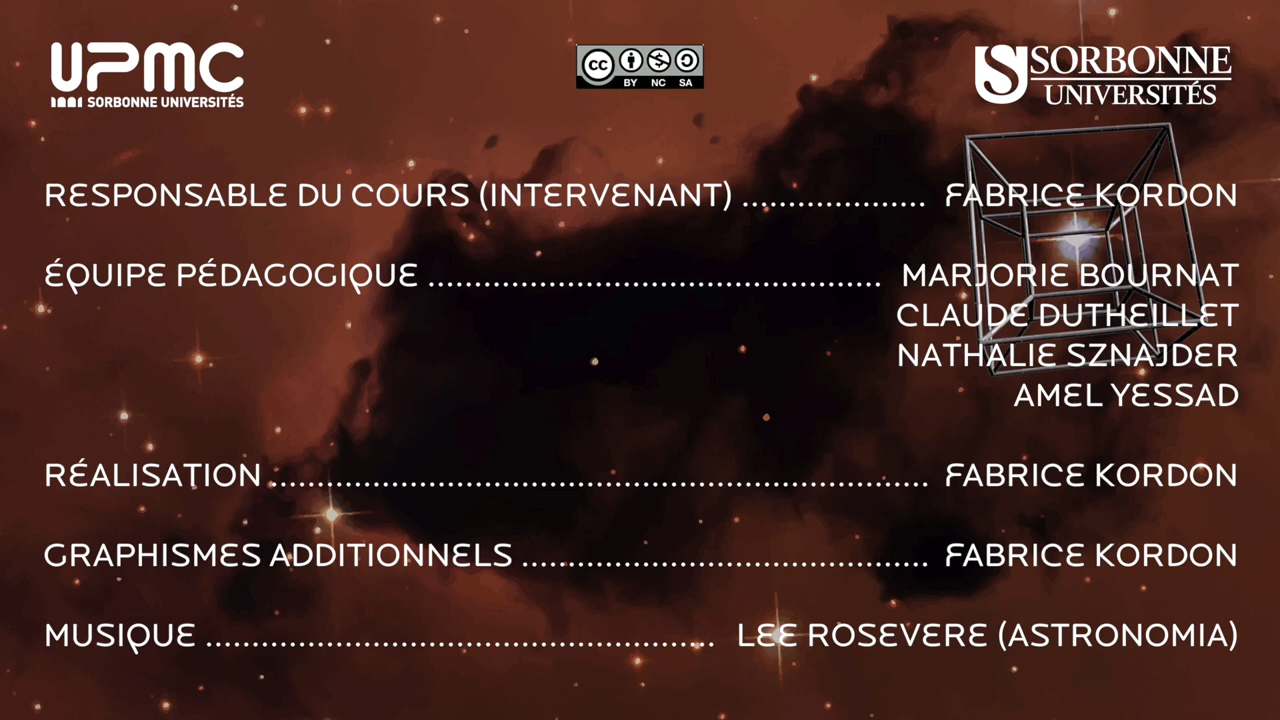 UPMC
SORBONNE UNIVERSITÉS
CC BY NC SA
SORBONNE
UNIVERSITÉS
RESPONSABLE DU COURS (INTERVENANT) .................... FABRICE KORDON
ÉQUIPE PÉDAGOGIQUE ................................................. MARJORIE BOURNAT
CLAUDE DUTHEILLET
NATHALIE SZNAJDER
AMEL YESSAD
RÉALISATION ....................................................................... FABRICE KORDON
GRAPHISMES ADDITIONNELS ............................................ FABRICE KORDON
MUSIQUE ....................................................... LEE ROSEVERE (ASTRONOMIA)